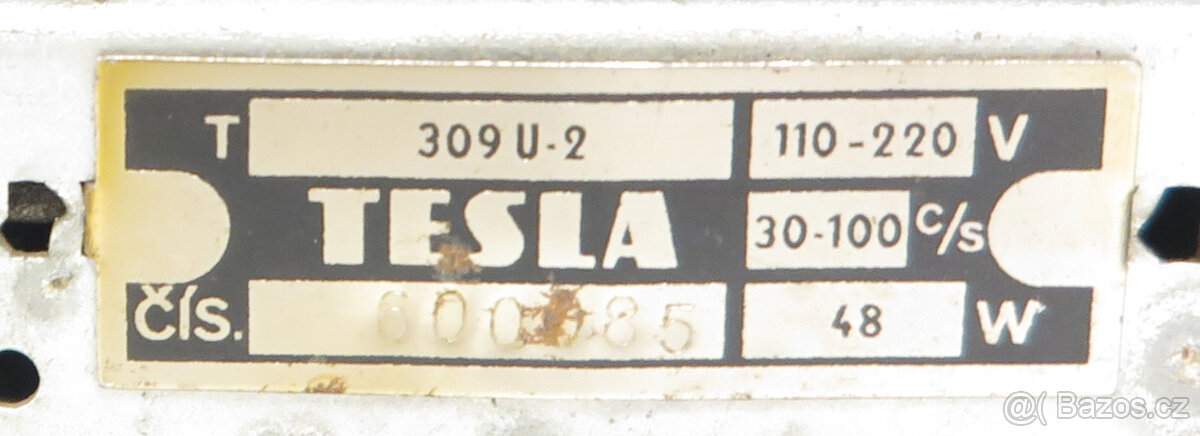 T 309 U-2 110-220 V
TESLA 30-100 c/s
ČÍS. 48 W
@( Bazos.cz